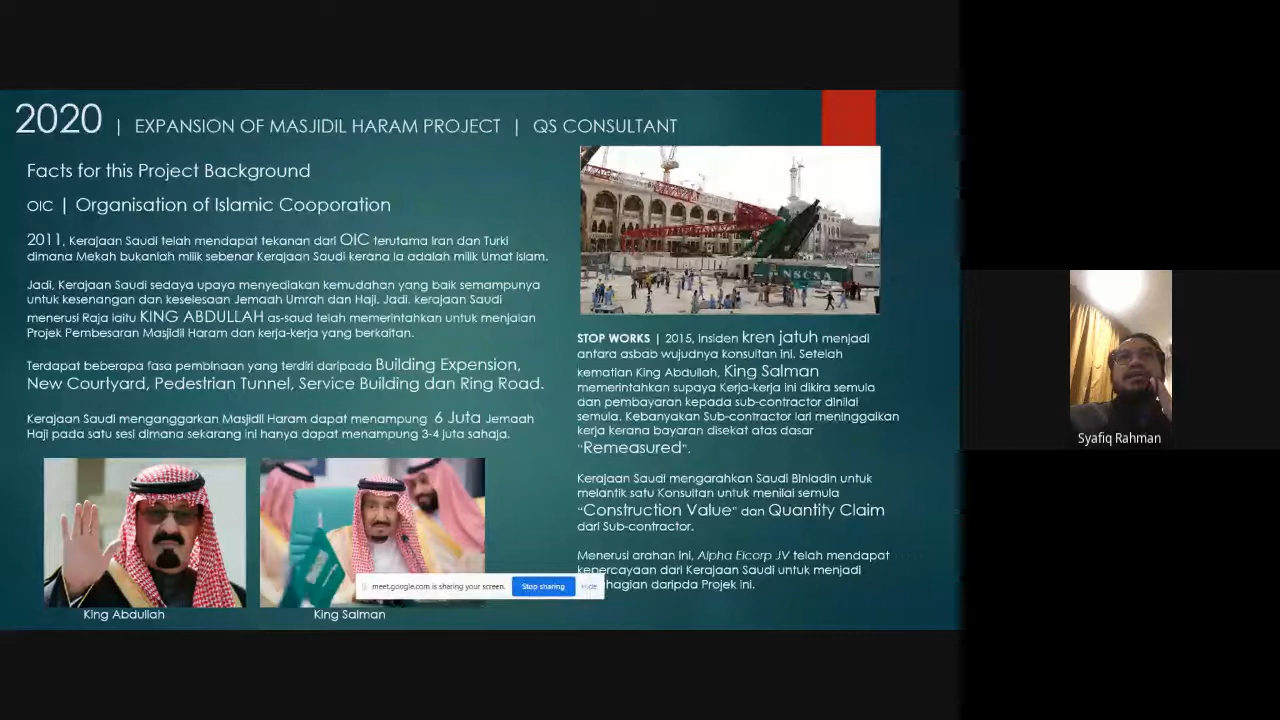 2020 | EXPANSION OF MASJIDIL HARAM PROJECT | QS CONSULTANT
Facts for this Project Background
OIC | Organisation of Islamic Cooporation
2011, Kerajaan Saudi telah mendapat tekanan dari OIC terutama Iran dan Turki
dimana Mekah bukanlah milik sebenar Kerajaan Saudi kerana ia adalah milik Umat Islam.
Jadi, Kerajaan Saudi sedaya upaya menyediakan kemudahan yang baik semampunya
untuk kesenangan dan keselesaan Jemaah Umrah dan Haji. Jadi, kerajaan Saudi
menerusi Raja iaitu KING ABDULLAH as-saud telah memerintahkan untuk menjalan
Projek Pembesaran Masjidil Haram dan kerja-kerja yang berkaitan.
Terdapat beberapa fasa pembinaan yang terdiri daripada Building Expension,
New Courtyard, Pedestrian Tunnel, Service Building dan Ring Road.
Kerajaan Saudi menganggarkan Masjidil Haram dapat menampung 6 Juta Jemaah
Haji pada satu sesi dimana sekarang ini hanya dapat menampung 3-4 juta sahaja.
King Abdullah
King Salman
NSCSA
STOP WORKS | 2015, Insiden kren jatuh menjadi
antara asbab wujudnya konsultan ini. Setelah
kematian King Abdullah, King Salman
memerintahkan supaya Kerja-kerja ini dikira semula
dan pembayaran kepada sub-contractor dinilai
semula. Kebanyakan Sub-contractor lari meninggalkan
kerja kerana bayaran disekat atas dasar
"Remeasured".
Kerajaan Saudi mengarahkan Saudi Binladin untuk
melantik satu Konsultan untuk menilai semula
"Construction Value" dan Quantity Claim
dari Sub-contractor.
Menerusi arahan ini, Alpha Eicorp JV telah mendapat
kepercayaan dari Kerajaan Saudi untuk menjadi
hagian daripda Projek ini.
meet.google.com is sharing your screen.
Stop sharing
Hide
Syafiq Rahman